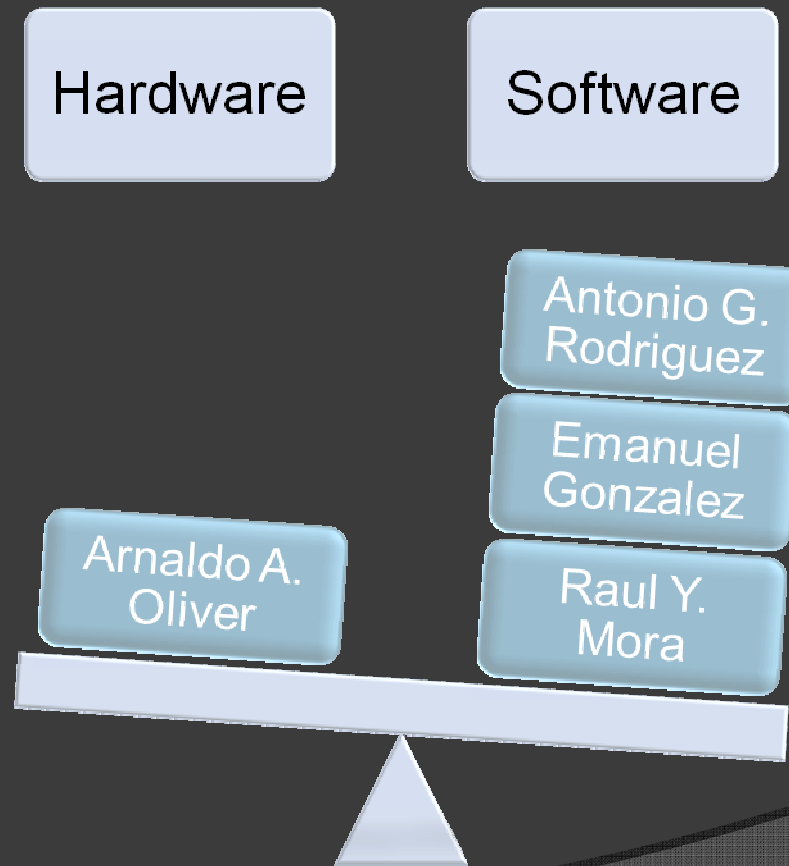 Hardware
Software
Antonio G.
Rodriguez
Emanuel
Gonzalez
Arnaldo A.
Oliver
Raul Y.
Mora